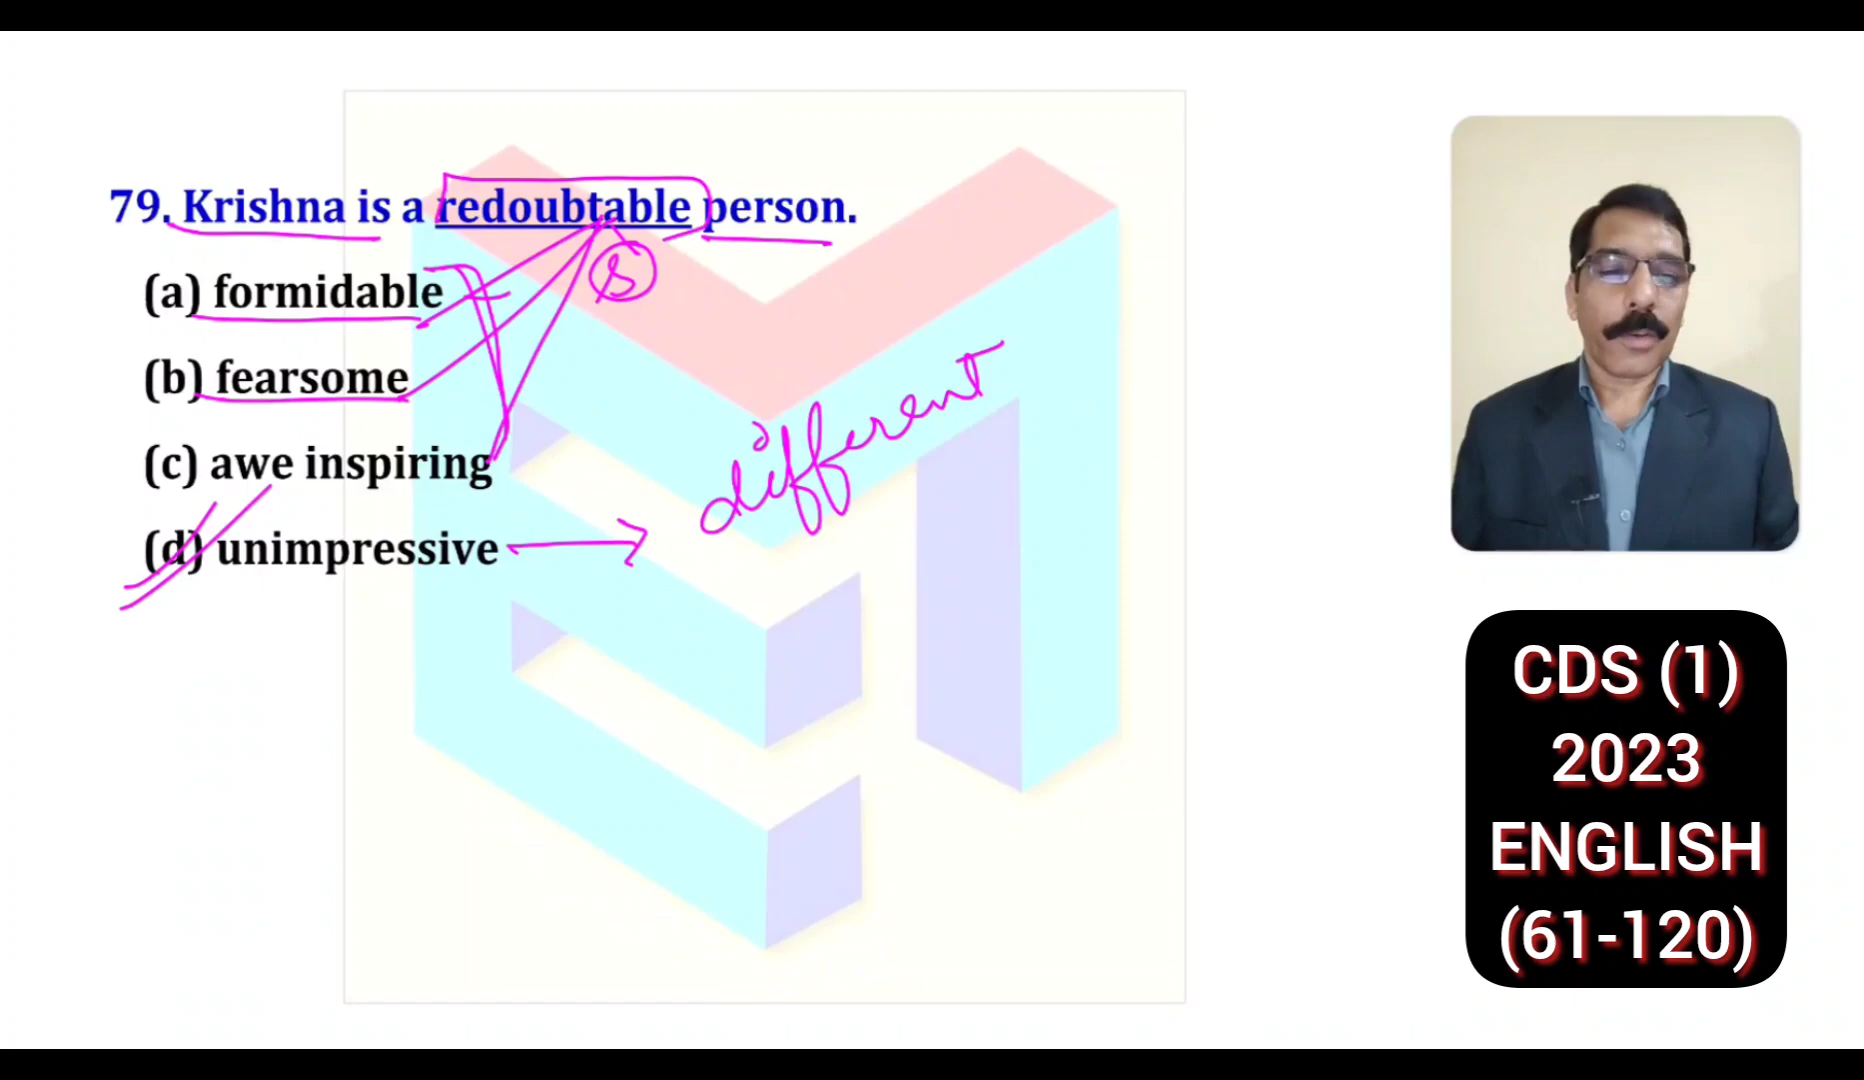 79. Krishna is a redoubtable person.
(a) formidable
S
(b) fearsome
different
(c) awe inspiring
(d) unimpressive
CDS (1)
2023
ENGLISH
(61-120)